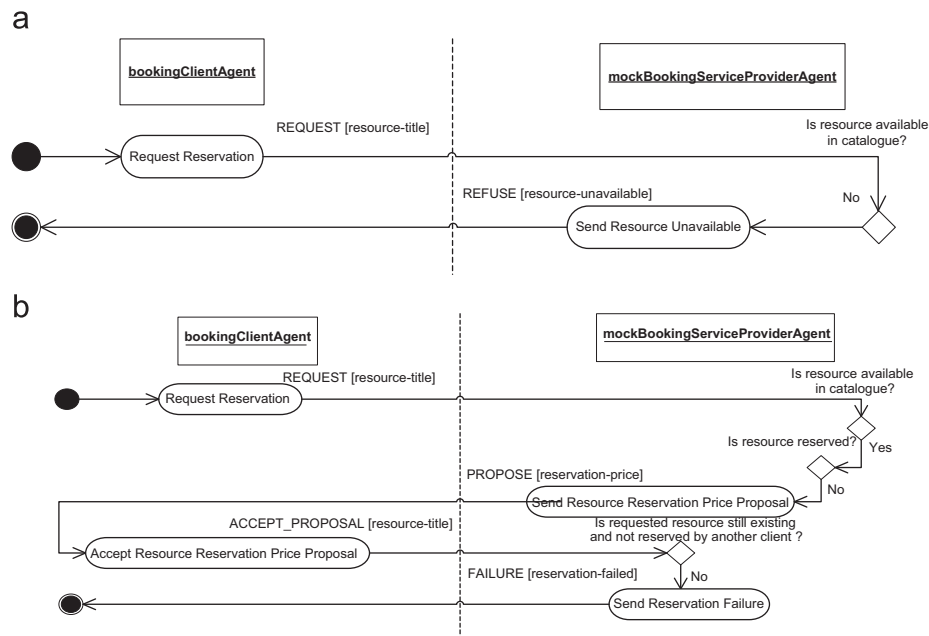 a
bookingClientAgent
mockBookingServiceProviderAgent
REQUEST [resource-title]
Is resource available
in catalogue?
Request Reservation
No
REFUSE [resource-unavailable]
Send Resource Unavailable
b
bookingClientAgent
mockBookingServiceProviderAgent
REQUEST [resource-title]
Is resource available
in catalogue?
Request Reservation
Is resource reserved?
Yes
PROPOSE [reservation-price]
No
Send Resource Reservation Price Proposal
ACCEPT_PROPOSAL [resource-title]
Is requested resource still existing
and not reserved by another client ?
Accept Resource Reservation Price Proposal
FAILURE [reservation-failed]
No
Send Reservation Failure